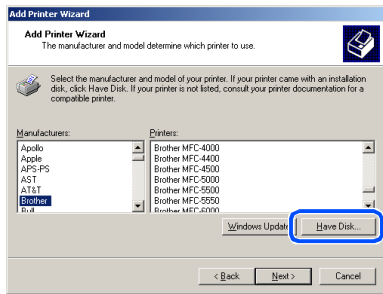 Add Printer Wizard
Add Printer Wizard
The manufacturer and model determine which printer to use.
Select the manufacturer and model of your printer. If your printer came with an installation
disk, click Have Disk. If your printer is not listed, consult your printer documentation for a
compatible printer.
Manufacturers:
Apollo
Apple
APS-PS
AST
AT&T
Brother
Bull
Printers:
Brother MFC-4000
Brother MFC-4400
Brother MFC-4500
Brother MFC-5000
Brother MFC-5500
Brother MFC-5550
Brother MFC-6000
Windows Update
Have Disk...
< Back
Next >
Cancel